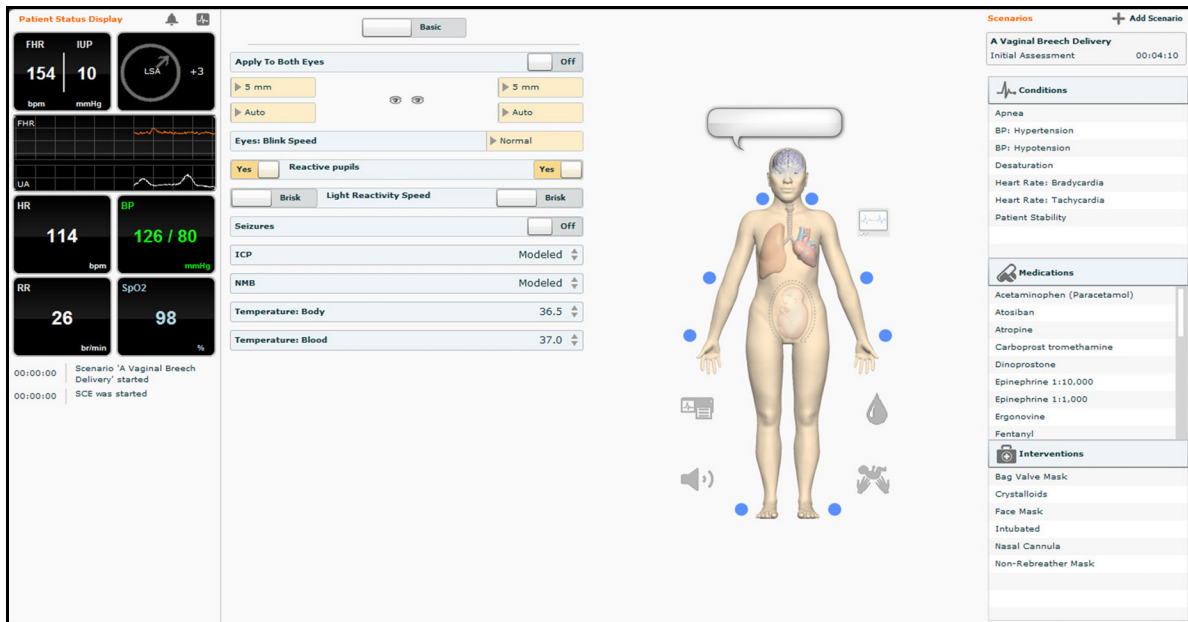 Patient Status Display
FHR IUP
154 10
bpm mmHg
LSA +3
FHR
UA
HR
114
bpm
BP
126 / 80
mmHg
RR
26
br/min
SpO2
98
%
00:00:00 Scenario 'A Vaginal Breech
Delivery' started
00:00:00 SCE was started
Basic
Apply To Both Eyes Off
5 mm 5 mm
Auto Auto
Eyes: Blink Speed Normal
Yes Reactive pupils Yes
Brisk Light Reactivity Speed Brisk
Seizures Off
ICP Modeled
NMB Modeled
Temperature: Body 36.5
Temperature: Blood 37.0
Scenarios Add Scenario
A Vaginal Breech Delivery
Initial Assessment 00:04:10
Conditions
Apnea
BP: Hypertension
BP: Hypotension
Desaturation
Heart Rate: Bradycardia
Heart Rate: Tachycardia
Patient Stability
Medications
Acetaminophen (Paracetamol)
Atosiban
Atropine
Carboprost tromethamine
Dinoprostone
Epinephrine 1:10,000
Epinephrine 1:1,000
Ergonovine
Fentanyl
Interventions
Bag Valve Mask
Crystalloids
Face Mask
Intubated
Nasal Cannula
Non-Rebreather Mask